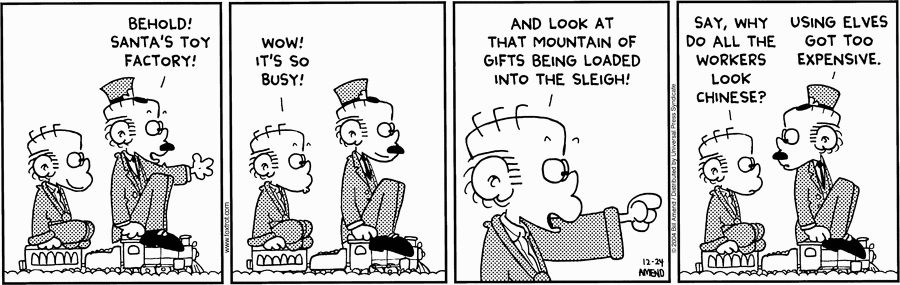 BEHOLD!
SANTA'S TOY
FACTORY!
www.foxtrot.com
WOW!
IT'S SO
BUSY!
AND LOOK AT
THAT MOUNTAIN OF
GIFTS BEING LOADED
INTO THE SLEIGH!
12-24
AMEND
© 2004 Bill Amend / Distributed by Universal Press Syndicate
SAY, WHY
DO ALL THE
WORKERS
LOOK
CHINESE?
USING ELVES
GOT TOO
EXPENSIVE.